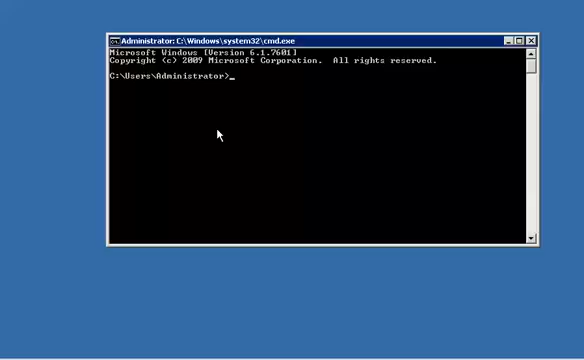 Administrator: C:\Windows\system32\cmd.exe
Microsoft Windows [Version 6.1.7601]
Copyright (c) 2009 Microsoft Corporation.  All rights reserved.
C:\Users\Administrator>_